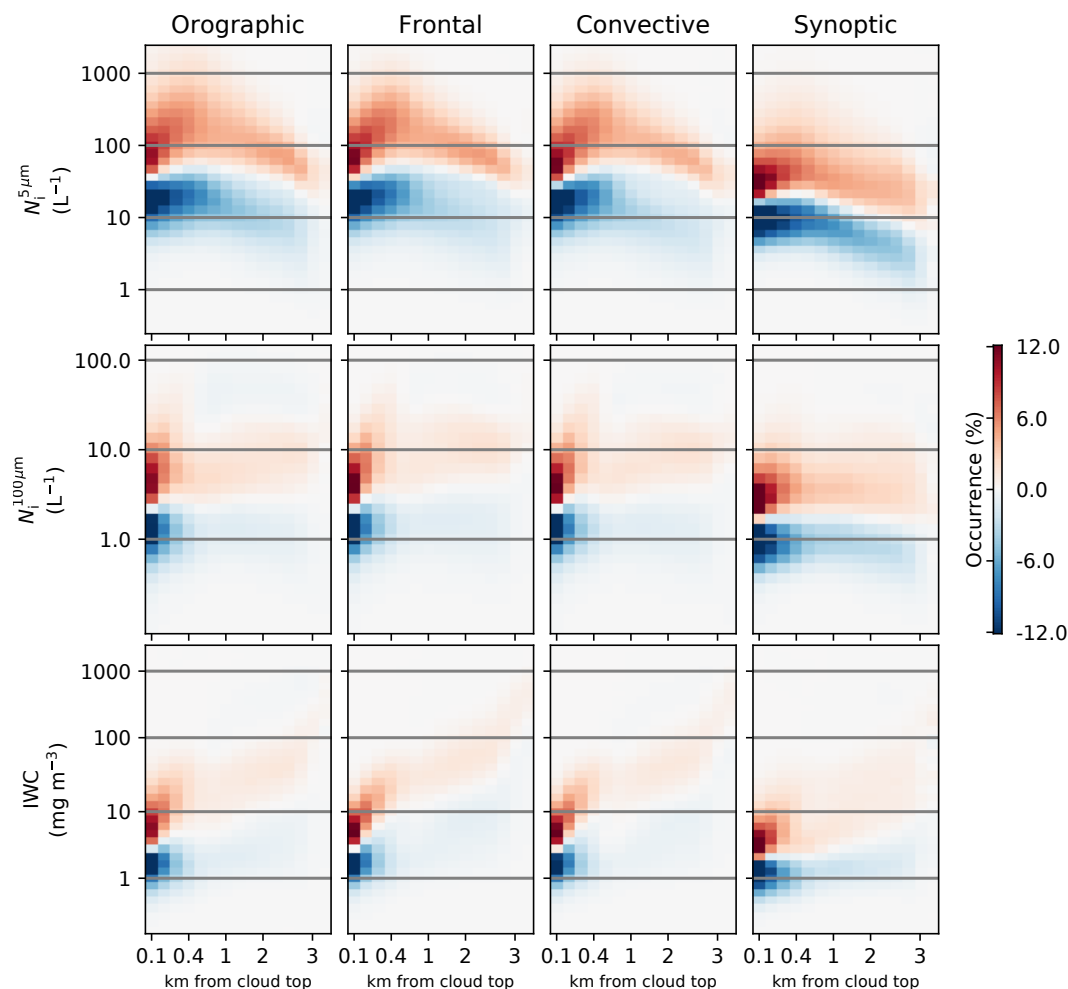 Orographic Frontal Convective Synoptic
1000
100
10
1
N_i^{5 μm}
(L⁻¹)
100.0
10.0
1.0
N_i^{100μm}
(L⁻¹)
12.0
6.0
0.0
-6.0
-12.0
Occurrence (%)
1000
100
10
1
IWC
(mg m⁻³)
0.1 0.4 1 2 3 0.1 0.4 1 2 3 0.1 0.4 1 2 3 0.1 0.4 1 2 3
km from cloud top km from cloud top km from cloud top km from cloud top